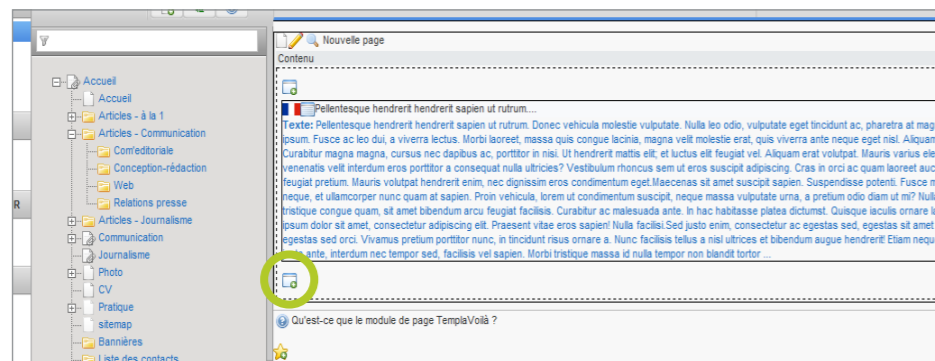 Nouvelle page
Contenu
Accueil
Accueil
Articles - à la 1
Articles - Communication
Com'editoriale
Conception-rédaction
Web
Relations presse
R
Articles - Journalisme
Communication
Journalisme
Photo
CV
Pratique
sitemap
Bannières
Liste des contacts
Pellentesque hendrerit hendrerit sapien ut rutrum....
Texte: Pellentesque hendrerit hendrerit sapien ut rutrum. Donec vehicula molestie vulputate. Nulla leo odio, vulputate eget tincidunt ac, pharetra at mag
ipsum. Fusce ac leo dui, a viverra lectus. Morbi laoreet, massa quis congue lacinia, magna velit molestie erat, quis viverra ante neque eget nisl. Aliquam
Curabitur magna magna, cursus nec dapibus ac, porttitor in nisi. Ut hendrerit mattis elit; et luctus elit feugiat vel. Aliquam erat volutpat. Mauris varius ele
venenatis velit interdum eros porttitor a consequat nulla ultricies? Vestibulum rhoncus sem ut eros suscipit adipiscing. Cras in orci ac quam laoreet auc
feugiat pretium. Mauris volutpat hendrerit enim, nec dignissim eros condimentum eget.Maecenas sit amet suscipit sapien. Suspendisse potenti. Fusce m
neque, et ullamcorper nunc quam at sapien. Proin vehicula, lorem ut condimentum suscipit, neque massa vulputate urna, a pretium odio diam ut mi? Null
tristique congue quam, sit amet bibendum arcu feugiat facilisis. Curabitur ac malesuada ante. In hac habitasse platea dictumst. Quisque iaculis ornare l
ipsum dolor sit amet, consectetur adipiscing elit. Praesent vitae eros sapien! Nulla facilisi.Sed justo enim, consectetur ac egestas sed, egestas sit amet
egestas sed orci. Vivamus pretium porttitor nunc, in tincidunt risus ornare a. Nunc facilisis tellus a nisl ultrices et bibendum augue hendrerit! Etiam nequ
ante, interdum nec tempor sed, facilisis vel sapien. Morbi tristique massa id nulla tempor non blandit tortor ...
Qu'est-ce que le module de page TemplaVoilà ?